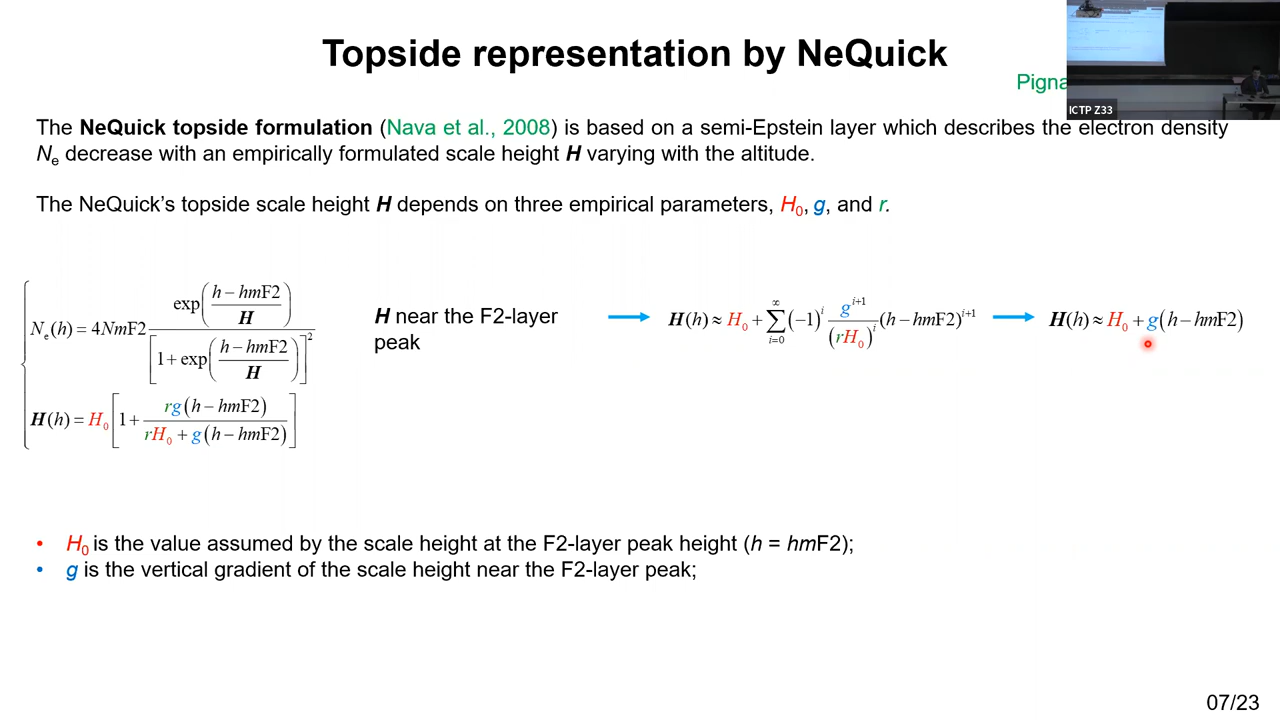 Topside representation by NeQuick
ICTP Z33
The NeQuick topside formulation (Nava et al., 2008) is based on a semi-Epstein layer which describes the electron density
Nₑ decrease with an empirically formulated scale height H varying with the altitude.
The NeQuick's topside scale height H depends on three empirical parameters, H₀, g, and r.
Nₑ(h) = 4NmF2 exp((h − hmF2)/H) / [1 + exp((h − hmF2)/H)]²
H(h) = H₀[1 + rg(h − hmF2) / (rH₀ + g(h − hmF2))]
H near the F2-layer
peak
H(h) ≈ H₀ + ∑_{i=0}^{∞} (−1)^i g^{i+1}/(rH₀)^i (h − hmF2)^{i+1}
H(h) ≈ H₀ + g(h − hmF2)
• H₀ is the value assumed by the scale height at the F2-layer peak height (h = hmF2);
• g is the vertical gradient of the scale height near the F2-layer peak;
07/23